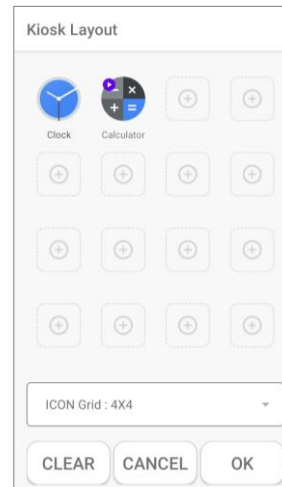 Kiosk Layout
Clock
Calculator
ICON Grid : 4X4
CLEAR
CANCEL
OK